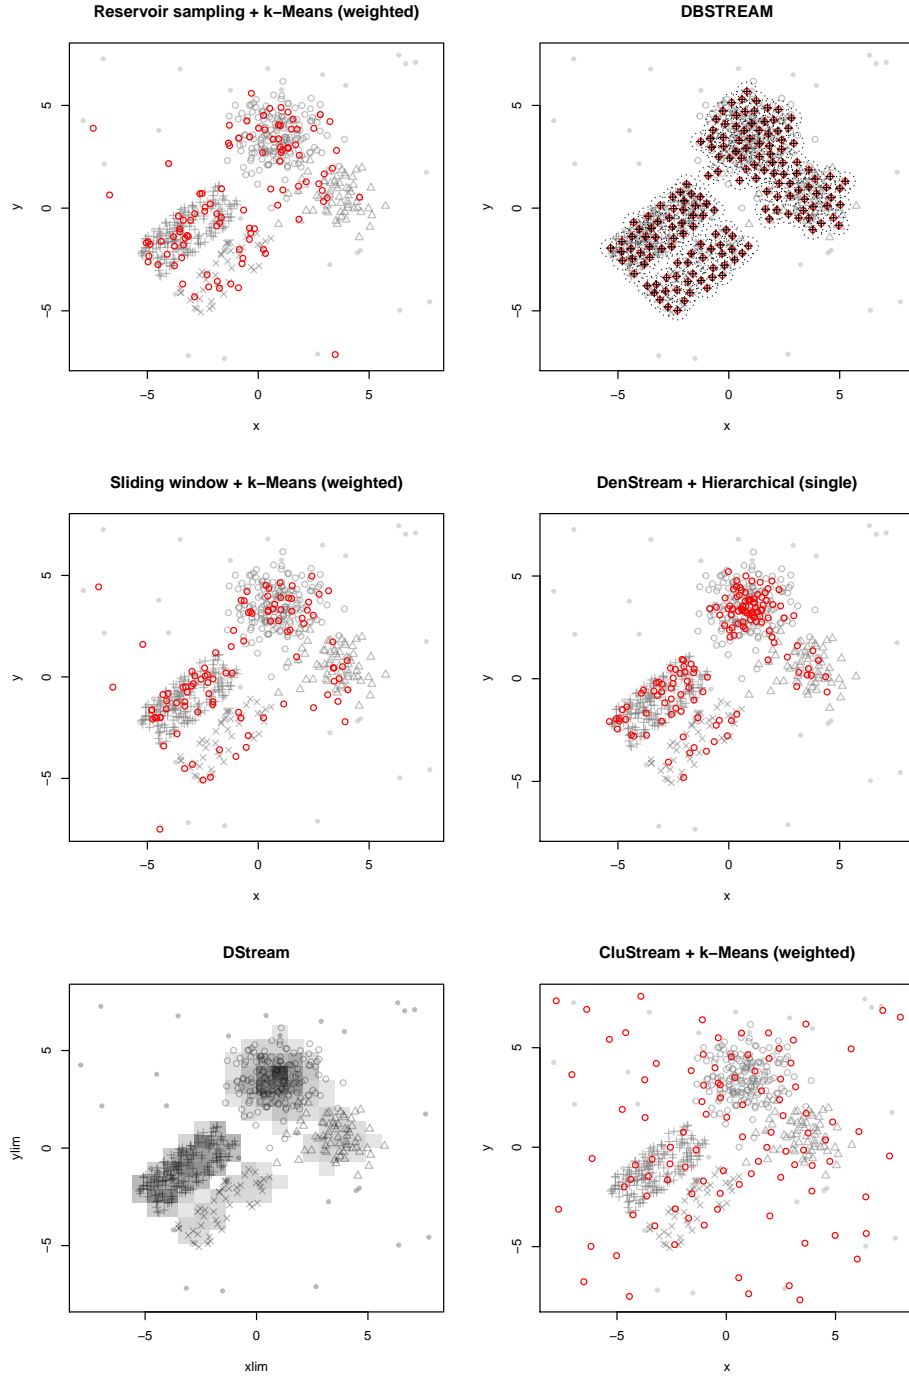 Reservoir sampling + k−Means (weighted)
y
5
0
−5
−5 0 5
x
DBSTREAM
y
5
0
−5
−5 0 5
x
Sliding window + k−Means (weighted)
y
5
0
−5
−5 0 5
x
DenStream + Hierarchical (single)
y
5
0
−5
−5 0 5
x
DStream
ylim
5
0
−5
−5 0 5
xlim
CluStream + k−Means (weighted)
y
5
0
−5
−5 0 5
x